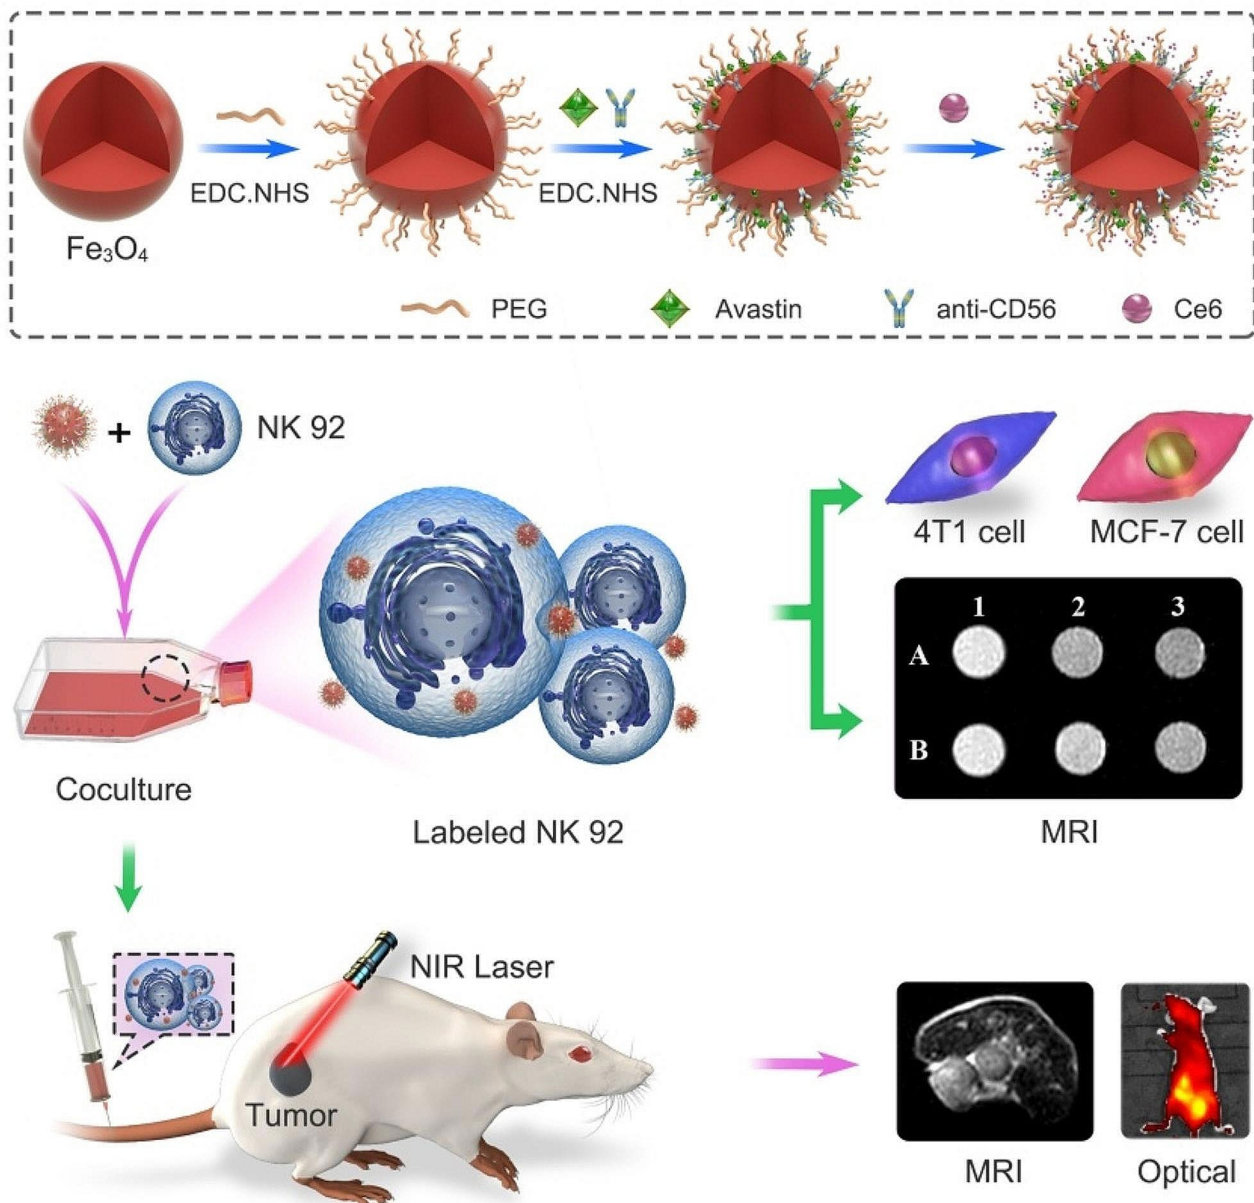 EDC.NHS
EDC.NHS
Fe₃O₄
PEG
Avastin
anti-CD56
Ce6
+
NK 92
4T1 cell
MCF-7 cell
1 2 3
A
B
Coculture
Labeled NK 92
MRI
NIR Laser
Tumor
MRI
Optical